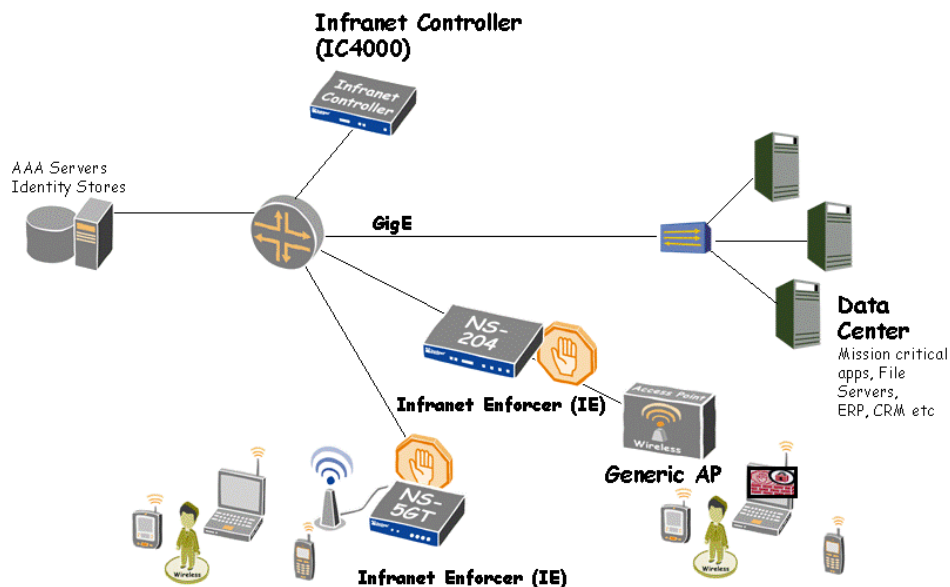 Infranet Controller
(IC4000)
Infranet
Controller
AAA Servers
Identity Stores
GigE
NS-
204
Infranet Enforcer (IE)
Data
Center
Mission critical
apps, File
Servers,
ERP, CRM etc
Access Point
Wireless
Generic AP
NS-
5GT
Wireless
Wireless
Infranet Enforcer (IE)